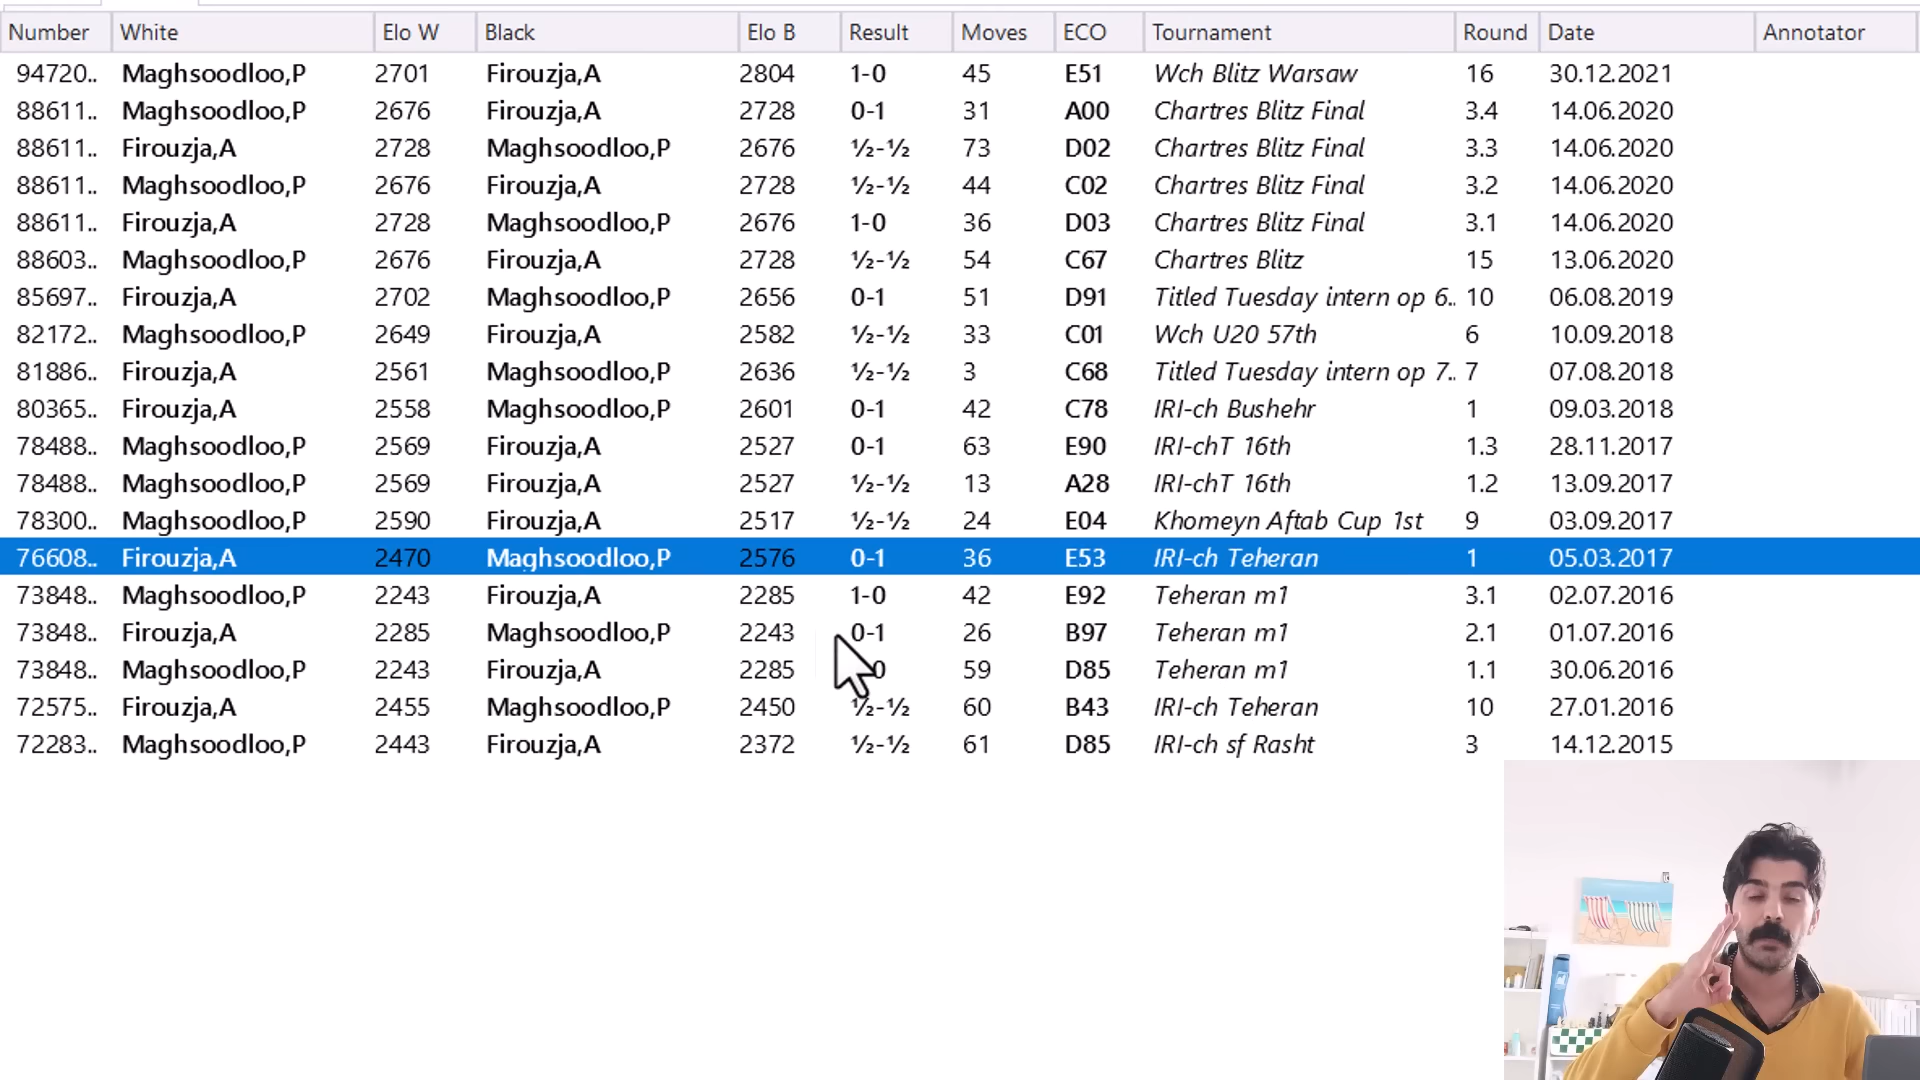 Number White Elo W Black Elo B Result Moves ECO Tournament Round Date Annotator
94720.. Maghsoodloo,P 2701 Firouzja,A 2804 1-0 45 E51 Wch Blitz Warsaw 16 30.12.2021
88611.. Maghsoodloo,P 2676 Firouzja,A 2728 0-1 31 A00 Chartres Blitz Final 3.4 14.06.2020
88611.. Firouzja,A 2728 Maghsoodloo,P 2676 ½-½ 73 D02 Chartres Blitz Final 3.3 14.06.2020
88611.. Maghsoodloo,P 2676 Firouzja,A 2728 ½-½ 44 C02 Chartres Blitz Final 3.2 14.06.2020
88611.. Firouzja,A 2728 Maghsoodloo,P 2676 1-0 36 D03 Chartres Blitz Final 3.1 14.06.2020
88603.. Maghsoodloo,P 2676 Firouzja,A 2728 ½-½ 54 C67 Chartres Blitz 15 13.06.2020
85697.. Firouzja,A 2702 Maghsoodloo,P 2656 0-1 51 D91 Titled Tuesday intern op 6.. 10 06.08.2019
82172.. Maghsoodloo,P 2649 Firouzja,A 2582 ½-½ 33 C01 Wch U20 57th 6 10.09.2018
81886.. Firouzja,A 2561 Maghsoodloo,P 2636 ½-½ 3 C68 Titled Tuesday intern op 7.. 7 07.08.2018
80365.. Firouzja,A 2558 Maghsoodloo,P 2601 0-1 42 C78 IRI-ch Bushehr 1 09.03.2018
78488.. Maghsoodloo,P 2569 Firouzja,A 2527 0-1 63 E90 IRI-chT 16th 1.3 28.11.2017
78488.. Maghsoodloo,P 2569 Firouzja,A 2527 ½-½ 13 A28 IRI-chT 16th 1.2 13.09.2017
78300.. Maghsoodloo,P 2590 Firouzja,A 2517 ½-½ 24 E04 Khomeyn Aftab Cup 1st 9 03.09.2017
76608.. Firouzja,A 2470 Maghsoodloo,P 2576 0-1 36 E53 IRI-ch Teheran 1 05.03.2017
73848.. Maghsoodloo,P 2243 Firouzja,A 2285 1-0 42 E92 Teheran m1 3.1 02.07.2016
73848.. Firouzja,A 2285 Maghsoodloo,P 2243 0-1 26 B97 Teheran m1 2.1 01.07.2016
73848.. Maghsoodloo,P 2243 Firouzja,A 2285 0 59 D85 Teheran m1 1.1 30.06.2016
72575.. Firouzja,A 2455 Maghsoodloo,P 2450 ½-½ 60 B43 IRI-ch Teheran 10 27.01.2016
72283.. Maghsoodloo,P 2443 Firouzja,A 2372 ½-½ 61 D85 IRI-ch sf Rasht 3 14.12.2015